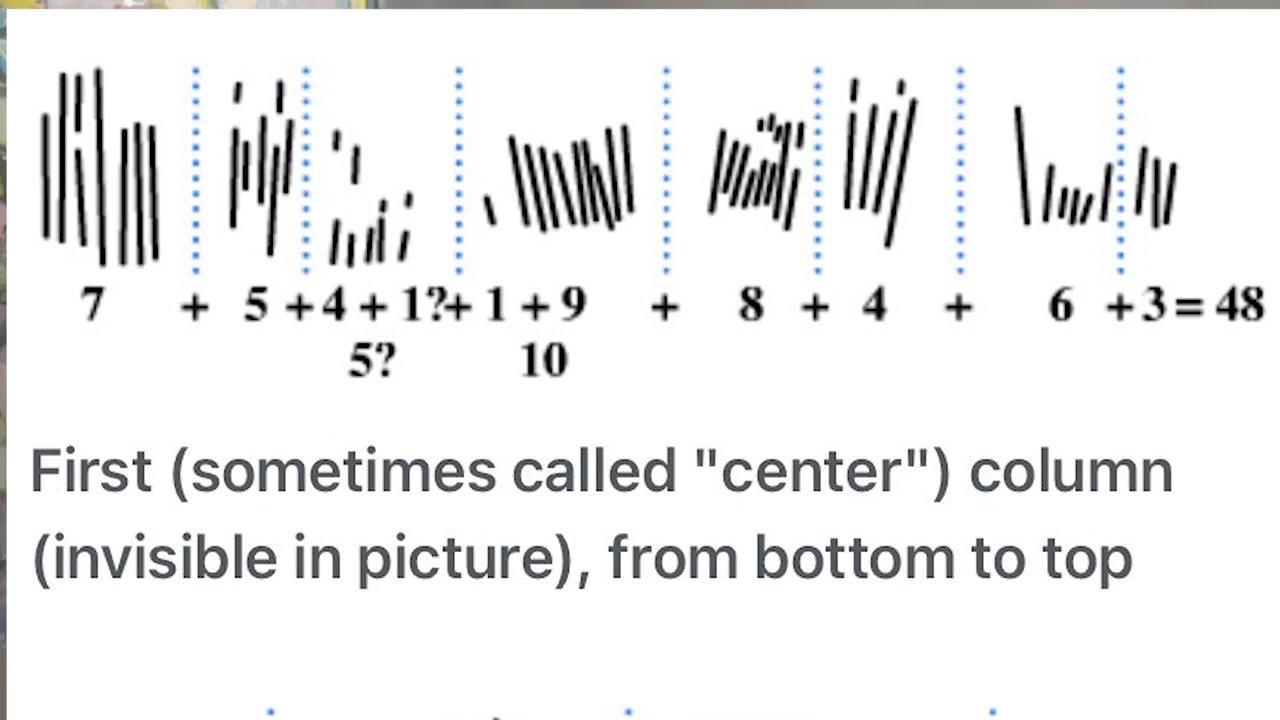 7 + 5 + 4 + 1?+ 1 + 9 + 8 + 4 + 6 + 3 = 48
5? 10
First (sometimes called "center") column
(invisible in picture), from bottom to top